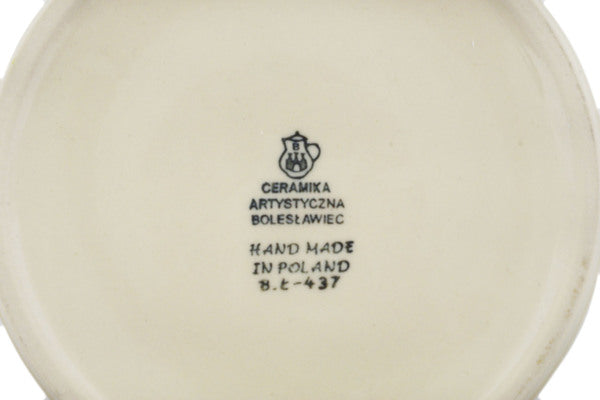 B
CERAMIKA
ARTYSTYCZNA
BOLESŁAWIEC
HAND MADE
IN POLAND
B.Ł-437